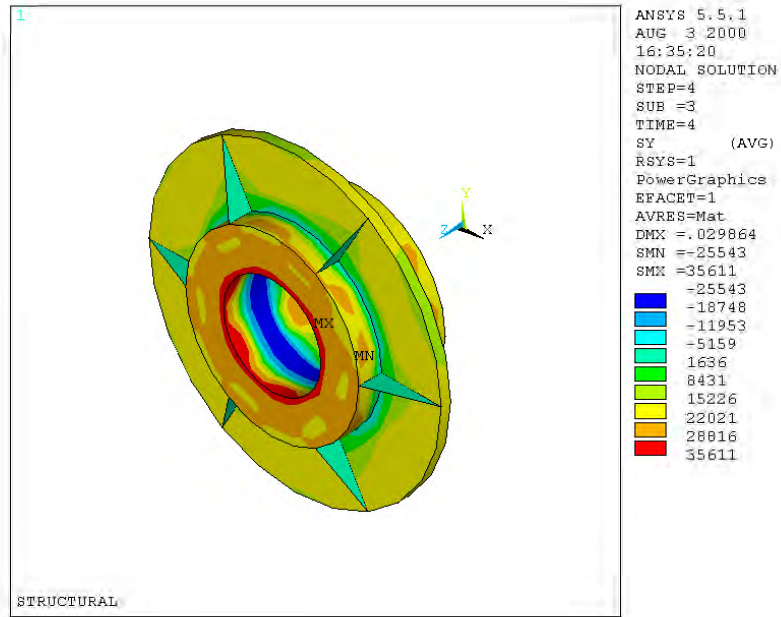 1
ANSYS 5.5.1
AUG 3 2000
16:35:20
NODAL SOLUTION
STEP=4
SUB =3
TIME=4
SY (AVG)
RSYS=1
PowerGraphics
EFACET=1
AVRES=Mat
DMX =.029864
SMN =-25543
SMX =35611
-25543
-18748
-11953
-5159
1636
8431
15226
22021
28816
35611
Y
Z X
MX
MN
STRUCTURAL